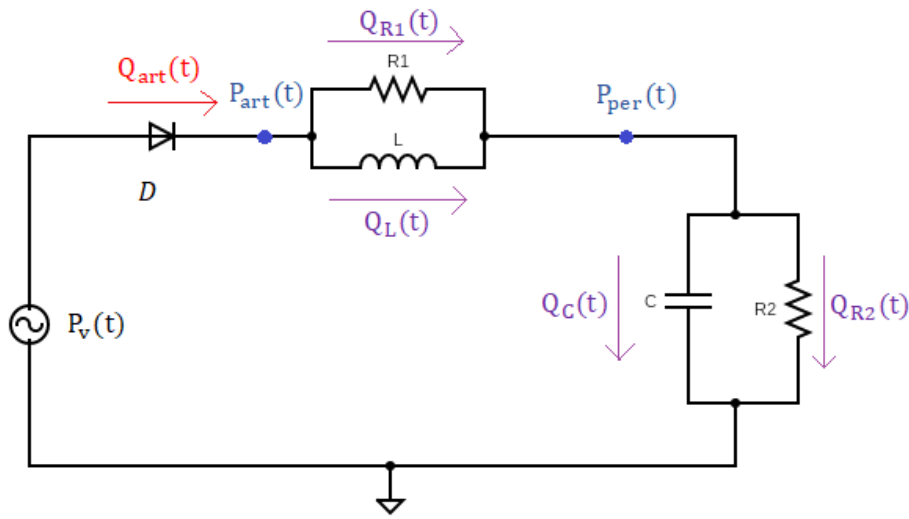 Q_R1(t)
Q_art(t)
R1
P_art(t)
P_per(t)
L
D
Q_L(t)
Q_C(t)
C
R2
Q_R2(t)
P_v(t)